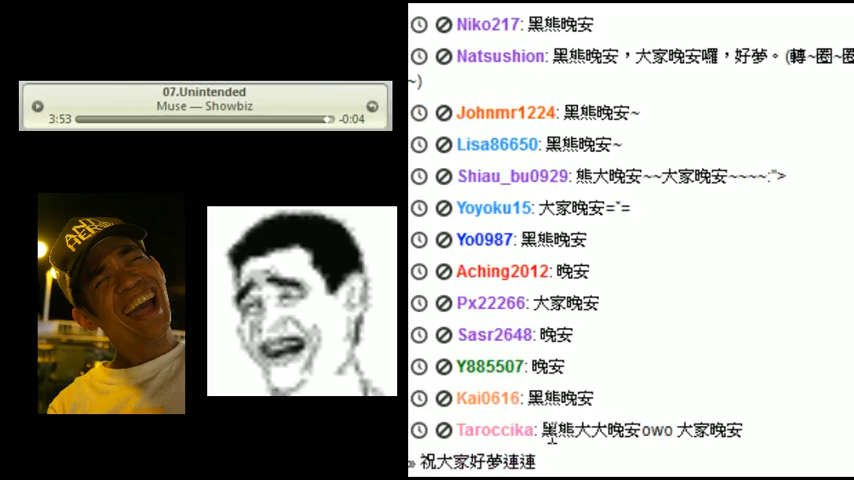 07.Unintended
Muse — Showbiz
3:53
-0:04
Niko217: 黑熊晚安
Natsushion: 黑熊晚安，大家晚安囉，好夢。(轉~圈~圈
~)
Johnmr1224: 黑熊晚安~
Lisa86650: 黑熊晚安~
Shiau_bu0929: 熊大晚安~~大家晚安~~~~:">
Yoyoku15: 大家晚安=ˇ=
Yo0987: 黑熊晚安
Aching2012: 晚安
Px22266: 大家晚安
Sasr2648: 晚安
Y885507: 晚安
Kai0616: 黑熊晚安
Taroccika: 黑熊大大晚安owo 大家晚安
» 祝大家好夢連連